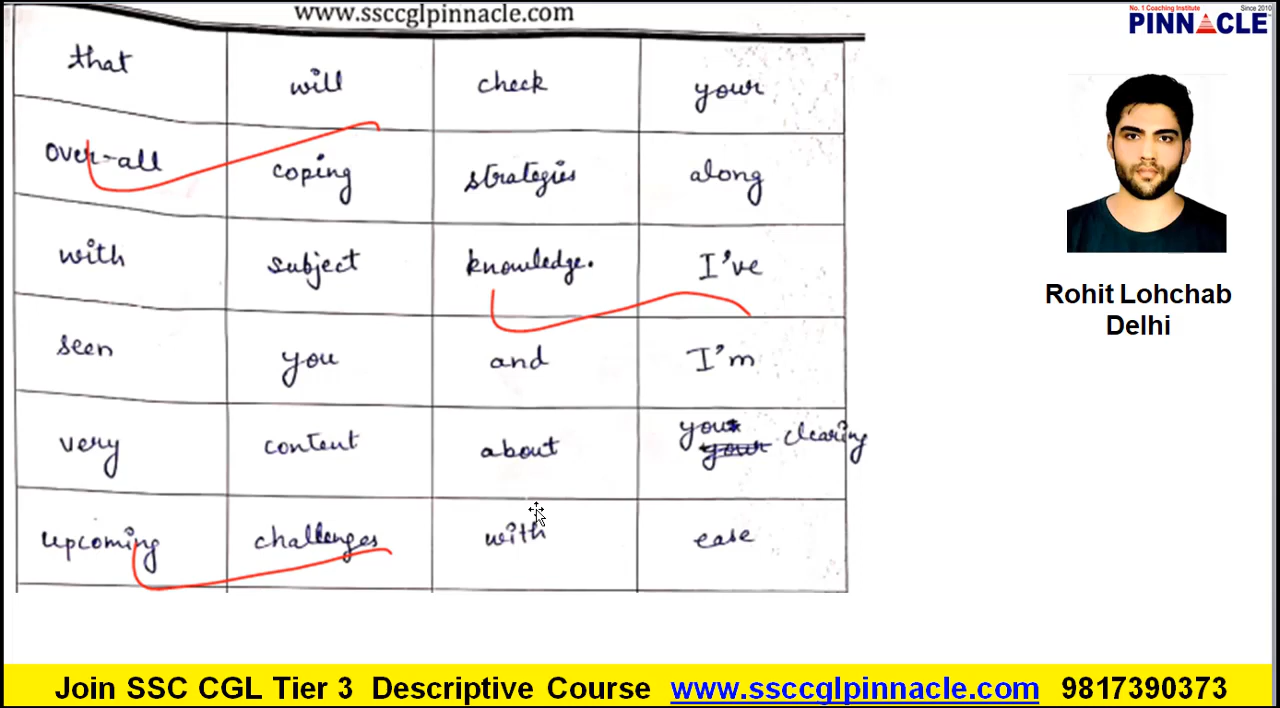 www.ssccglpinnacle.com
No. 1 Coaching Institute Since 2010
PINNACLE
that will check your
over-all coping strategies along
with subject knowledge. I've
seen you and I'm
very content about you your clearing
upcoming challenges with ease
Rohit Lohchab
Delhi
Join SSC CGL Tier 3 Descriptive Course www.ssccglpinnacle.com 9817390373